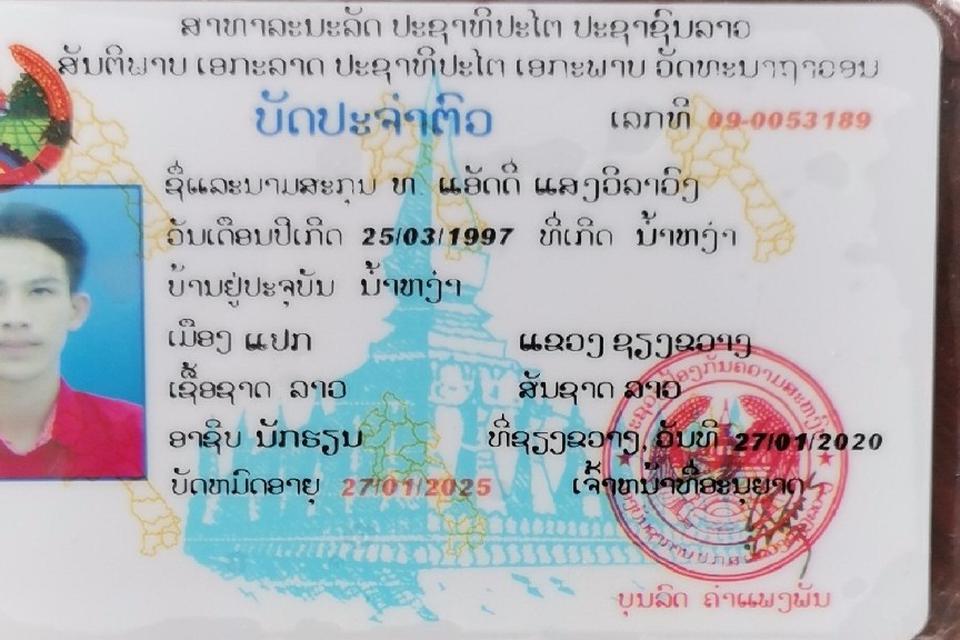 ສາທາລະນະລັດ ປະຊາທິປະໄຕ ປະຊາຊົນລາວ
ສັນຕິພາບ ເອກະລາດ ປະຊາທິປະໄຕ ເອກະພາບ ວັດທະນາຖາວອນ
ບັດປະຈຳຕົວ ເລກທີ 09-0053189
ຊື່ແລະນາມສະກຸນ ທ. ແອັດດີ່ ແສງວິລາວົງ
ວັນເດືອນປີເກີດ 25/03/1997 ທີ່ເກີດ ນ້ຳຫງ່າ
ບ້ານຢູ່ປະຈຸບັນ ນ້ຳຫງ່າ
ເມືອງ ແປກ ແຂວງ ຊຽງຂວາງ
ເຊື້ອຊາດ ລາວ ສັນຊາດ ລາວ
ອາຊີບ ນັກຮຽນ ທີ່ຊຽງຂວາງ, ວັນທີ 27/01/2020
ບັດຫມົດອາຍຸ 27/01/2025 ເຈົ້າຫນ້າທີ່ອະນຸຍາດ
ບຸນລິດ ຄຳແພງພັນ